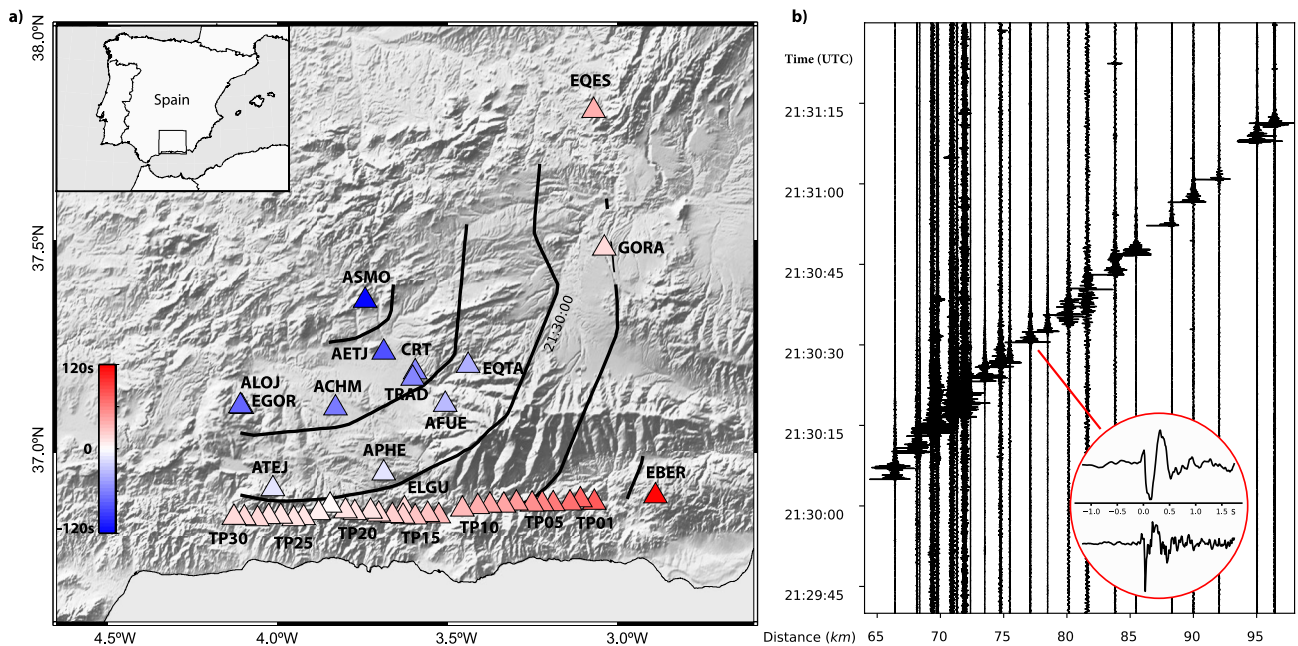 a)
38.0°N
37.5°N
37.0°N
4.5°W
4.0°W
3.5°W
3.0°W
Spain
EQES
GORA
ASMO
AETJ
CRT
EQTA
ALOJ
EGOR
ACHM
TRAD
AFUE
21:30:00
APHE
ATEJ
ELGU
EBER
TP30
TP25
TP20
TP15
TP10
TP05
TP01
120s
0
-120s
b)
Time (UTC)
21:31:15
21:31:00
21:30:45
21:30:30
21:30:15
21:30:00
21:29:45
−1.0
−0.5
0.0
0.5
1.0
1.5
Distance (km)
65
70
75
80
85
90
95